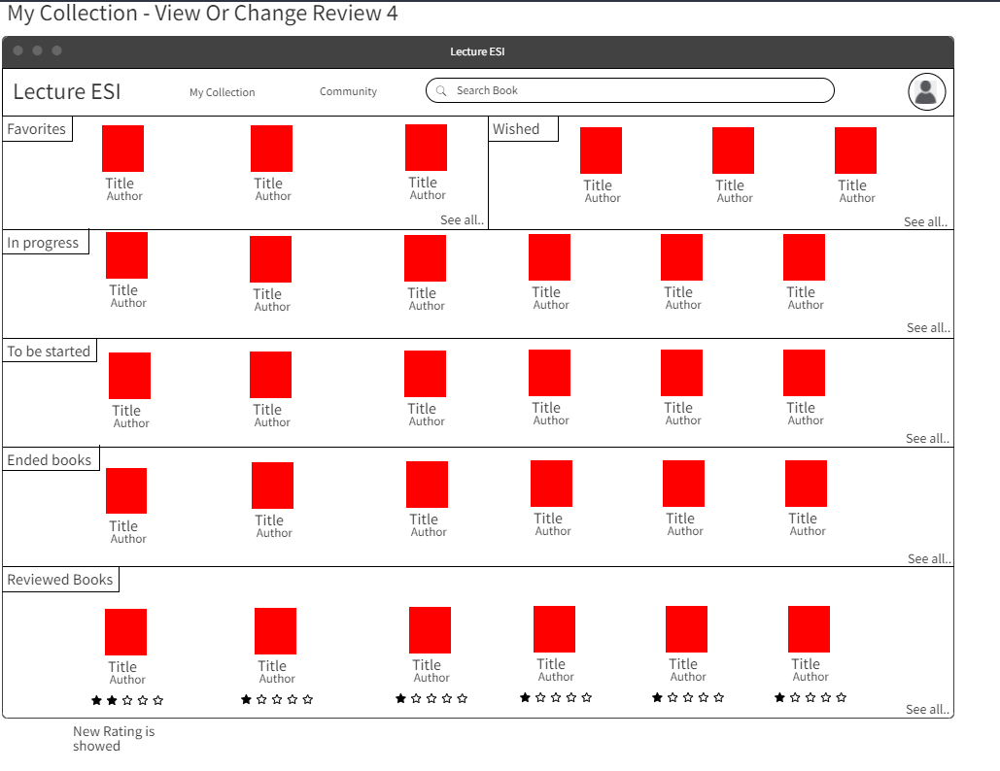 My Collection - View Or Change Review 4
Lecture ESI
Lecture ESI
My Collection
Community
Search Book
Favorites
Title
Author
Title
Author
Title
Author
See all..
Wished
Title
Author
Title
Author
Title
Author
See all..
In progress
Title
Author
Title
Author
Title
Author
Title
Author
Title
Author
Title
Author
See all..
To be started
Title
Author
Title
Author
Title
Author
Title
Author
Title
Author
Title
Author
See all..
Ended books
Title
Author
Title
Author
Title
Author
Title
Author
Title
Author
Title
Author
See all..
Reviewed Books
Title
Author
Title
Author
Title
Author
Title
Author
Title
Author
Title
Author
See all..
New Rating is
showed